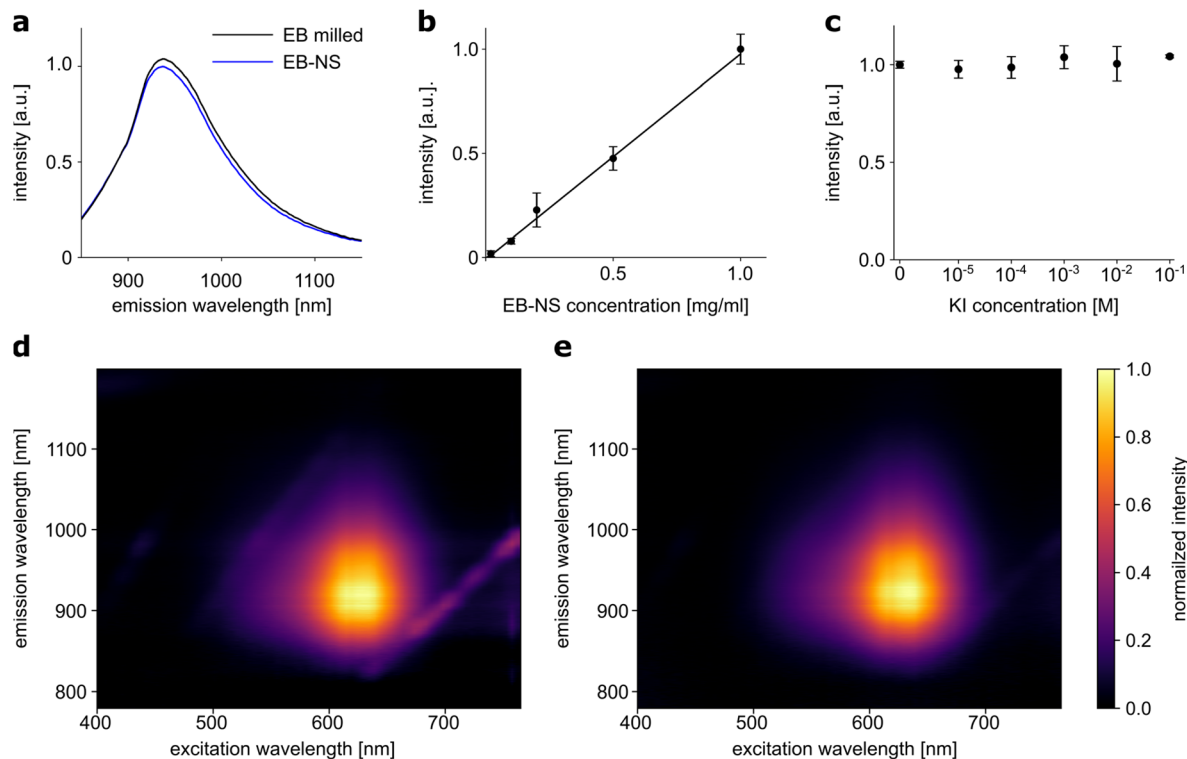 a
EB milled
EB-NS
1.0
0.5
0
900 1000 1100
intensity [a.u.]
emission wavelength [nm]
b
1.0
0.5
0
0.5 1.0
intensity [a.u.]
EB-NS concentration [mg/ml]
c
1.0
0.5
0.0
0 10⁻⁵ 10⁻⁴ 10⁻³ 10⁻² 10⁻¹
intensity [a.u.]
KI concentration [M]
d
1100
1000
900
800
400 500 600 700
emission wavelength [nm]
excitation wavelength [nm]
e
1100
1000
900
800
400 500 600 700
emission wavelength [nm]
excitation wavelength [nm]
1.0
0.8
0.6
0.4
0.2
0.0
normalized intensity